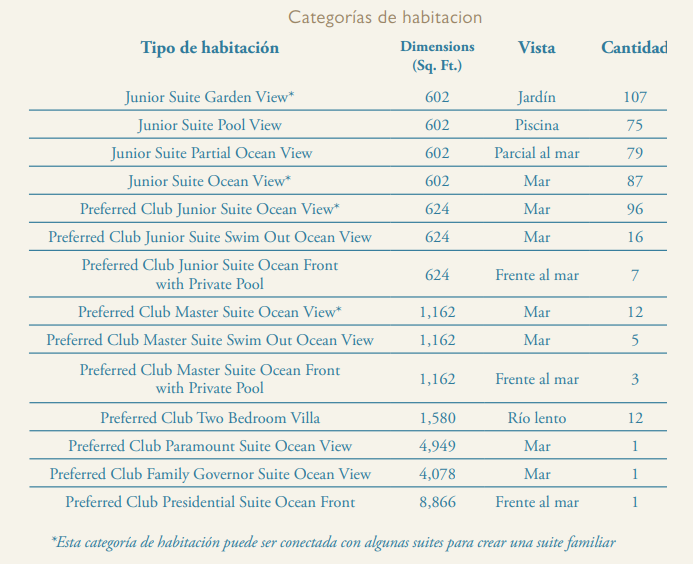 Categorías de habitacion
Tipo de habitación Dimensions (Sq. Ft.) Vista Cantidad
Junior Suite Garden View* 602 Jardín 107
Junior Suite Pool View 602 Piscina 75
Junior Suite Partial Ocean View 602 Parcial al mar 79
Junior Suite Ocean View* 602 Mar 87
Preferred Club Junior Suite Ocean View* 624 Mar 96
Preferred Club Junior Suite Swim Out Ocean View 624 Mar 16
Preferred Club Junior Suite Ocean Front
with Private Pool 624 Frente al mar 7
Preferred Club Master Suite Ocean View* 1,162 Mar 12
Preferred Club Master Suite Swim Out Ocean View 1,162 Mar 5
Preferred Club Master Suite Ocean Front
with Private Pool 1,162 Frente al mar 3
Preferred Club Two Bedroom Villa 1,580 Río lento 12
Preferred Club Paramount Suite Ocean View 4,949 Mar 1
Preferred Club Family Governor Suite Ocean View 4,078 Mar 1
Preferred Club Presidential Suite Ocean Front 8,866 Frente al mar 1
*Esta categoría de habitación puede ser conectada con algunas suites para crear una suite familiar